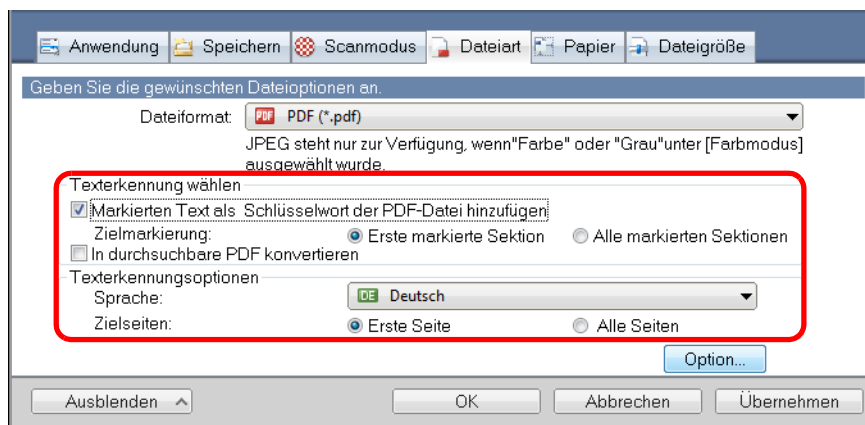 Anwendung Speichern Scanmodus Dateiart Papier Dateigröße
Geben Sie die gewünschten Dateioptionen an.
Dateiformat: PDF PDF (*.pdf)
JPEG steht nur zur Verfügung, wenn"Farbe" oder "Grau"unter [Farbmodus]
ausgewählt wurde.
Texterkennung wählen
Markierten Text als Schlüsselwort der PDF-Datei hinzufügen
Zielmarkierung: Erste markierte Sektion Alle markierten Sektionen
In durchsuchbare PDF konvertieren
Texterkennungsoptionen
Sprache: DE Deutsch
Zielseiten: Erste Seite Alle Seiten
Option...
Ausblenden OK Abbrechen Übernehmen